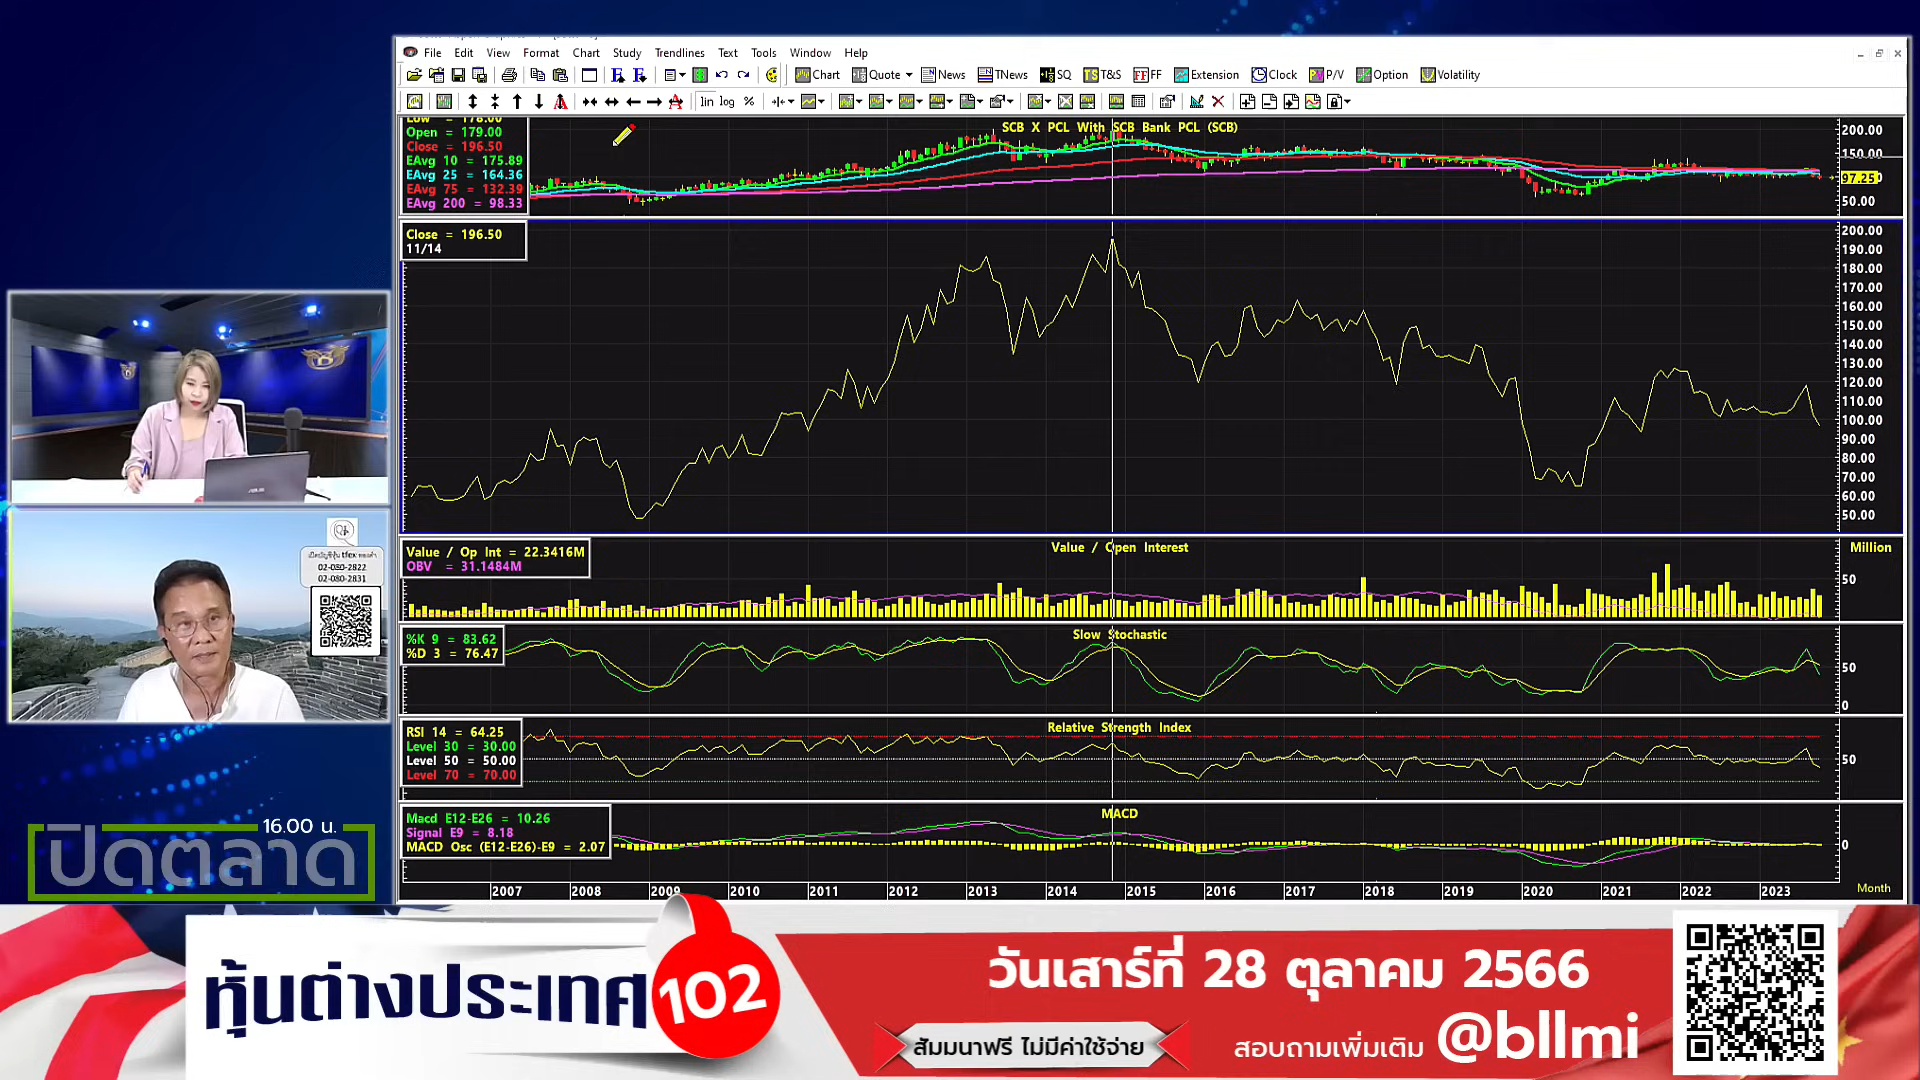 File Edit View Format Chart Study Trendlines Text Tools Window Help
Chart Quote News TNews SQ T&S FF Extension Clock P/V Option Volatility
lin log %
Low = 178.00
Open = 179.00
Close = 196.50
EAvg 10 = 175.89
EAvg 25 = 164.36
EAvg 75 = 132.39
EAvg 200 = 98.33
SCB X PCL With SCB Bank PCL (SCB)
200.00
150.00
97.25
50.00
Close = 196.50
11/14
200.00
190.00
180.00
170.00
160.00
150.00
140.00
130.00
120.00
110.00
100.00
90.00
80.00
70.00
60.00
50.00
Value / Op Int = 22.3416M
OBV = 31.1484M
Value / Open Interest
Million
50
%K 9 = 83.62
%D 3 = 76.47
Slow Stochastic
50
0
RSI 14 = 64.25
Level 30 = 30.00
Level 50 = 50.00
Level 70 = 70.00
Relative Strength Index
50
Macd E12-E26 = 10.26
Signal E9 = 8.18
MACD Osc (E12-E26)-E9 = 2.07
MACD
0
2007 2008 2009 2010 2011 2012 2013 2014 2015 2016 2017 2018 2019 2020 2021 2022 2023 Month
ASUS
02-080-2822
02-080-2831
16.00 น.
ปิดตลาด
หุ้นต่างประเทศ 102
วันเสาร์ที่ 28 ตุลาคม 2566
สัมมนาฟรี ไม่มีค่าใช้จ่าย
สอบถามเพิ่มเติม @bllmi